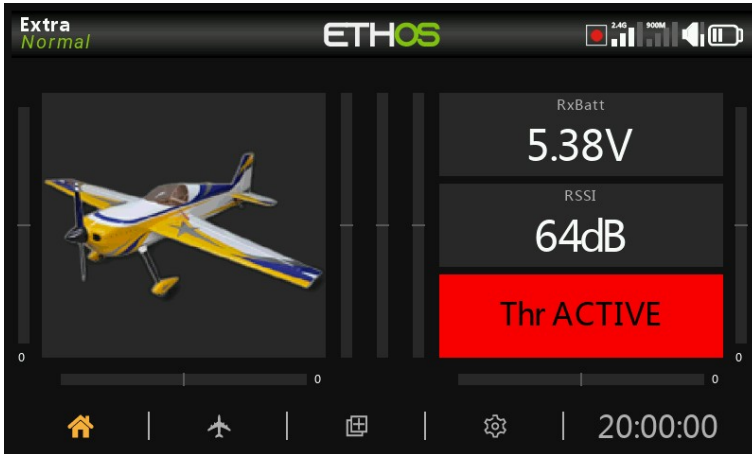 Extra
Normal
ETHOS
2.4G
900M
RxBatt
5.38V
RSSI
64dB
Thr ACTIVE
0
0
0
0
20:00:00